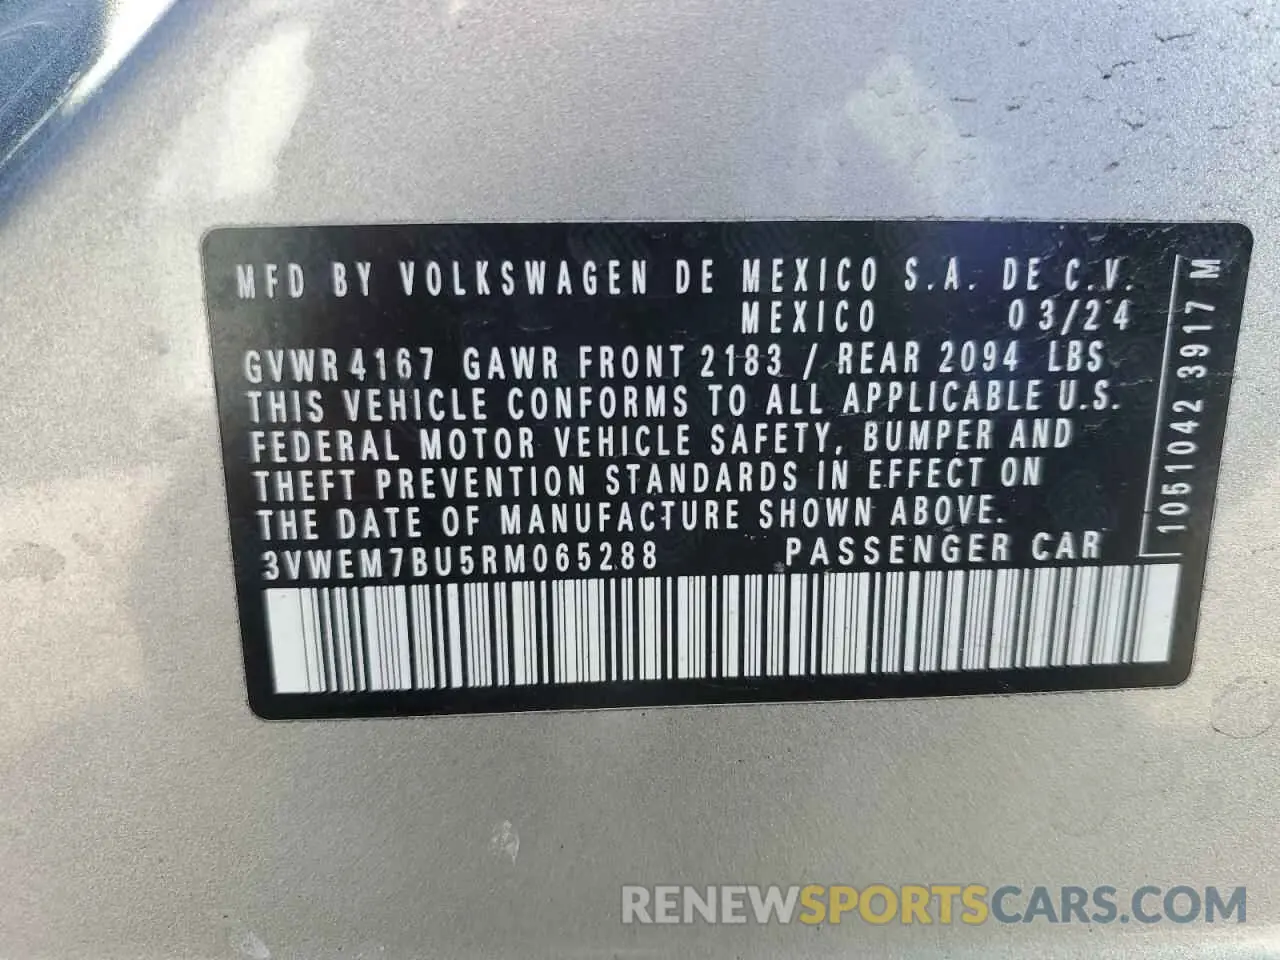 MFD BY VOLKSWAGEN DE MEXICO S.A. DE C.V.
MEXICO 03/24
GVWR 4167 GAWR FRONT 2183 / REAR 2094 LBS
THIS VEHICLE CONFORMS TO ALL APPLICABLE U.S.
FEDERAL MOTOR VEHICLE SAFETY, BUMPER AND
THEFT PREVENTION STANDARDS IN EFFECT ON
THE DATE OF MANUFACTURE SHOWN ABOVE.
3VWEM7BU5RM065288 PASSENGER CAR
1051042 3917 M
RENEWSPORTSCARS.COM